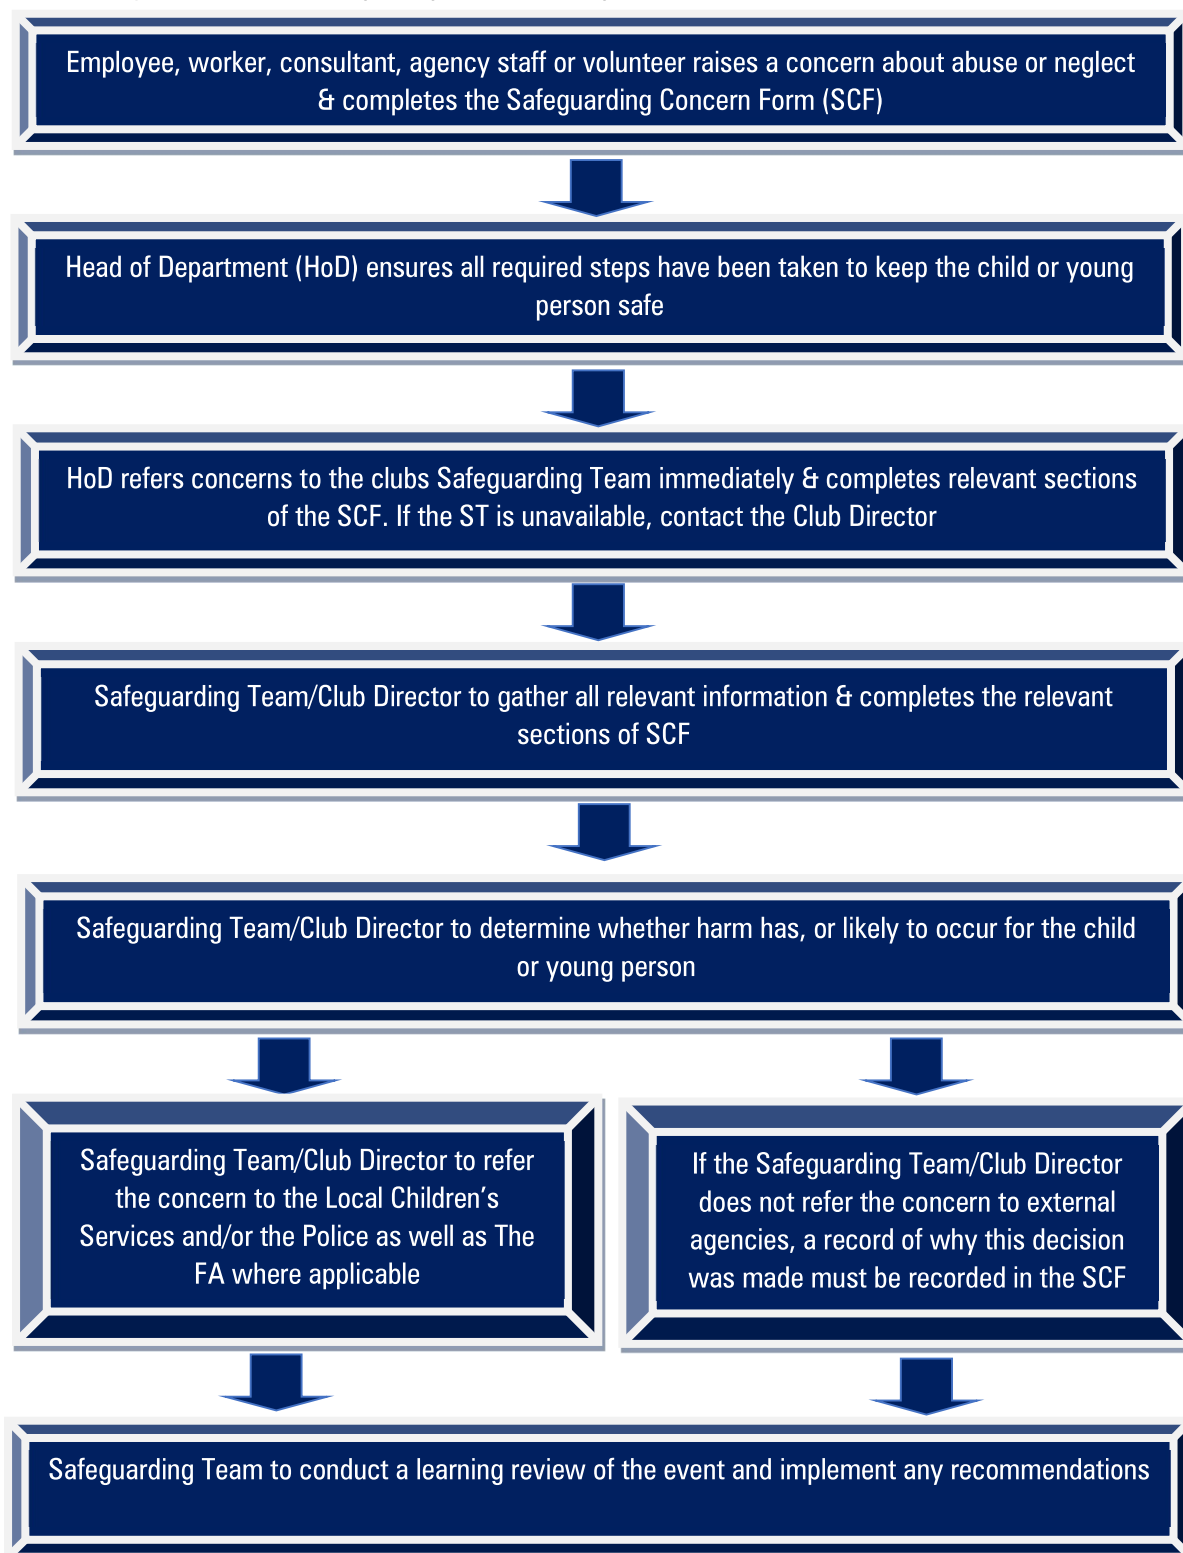 Employee, worker, consultant, agency staff or volunteer raises a concern about abuse or neglect
& completes the Safeguarding Concern Form (SCF)
Head of Department (HoD) ensures all required steps have been taken to keep the child or young
person safe
HoD refers concerns to the clubs Safeguarding Team immediately & completes relevant sections
of the SCF. If the ST is unavailable, contact the Club Director
Safeguarding Team/Club Director to gather all relevant information & completes the relevant
sections of SCF
Safeguarding Team/Club Director to determine whether harm has, or likely to occur for the child
or young person
Safeguarding Team/Club Director to refer
the concern to the Local Children’s
Services and/or the Police as well as The
FA where applicable
If the Safeguarding Team/Club Director
does not refer the concern to external
agencies, a record of why this decision
was made must be recorded in the SCF
Safeguarding Team to conduct a learning review of the event and implement any recommendations